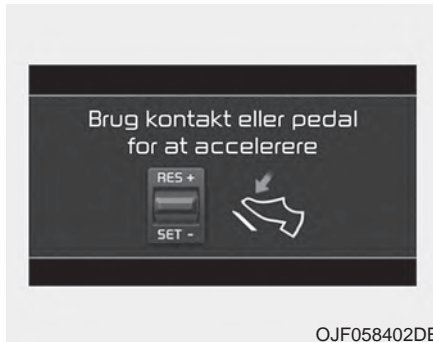 Brug kontakt eller pedal
for at accelerere
RES +
SET -
OJF058402DE